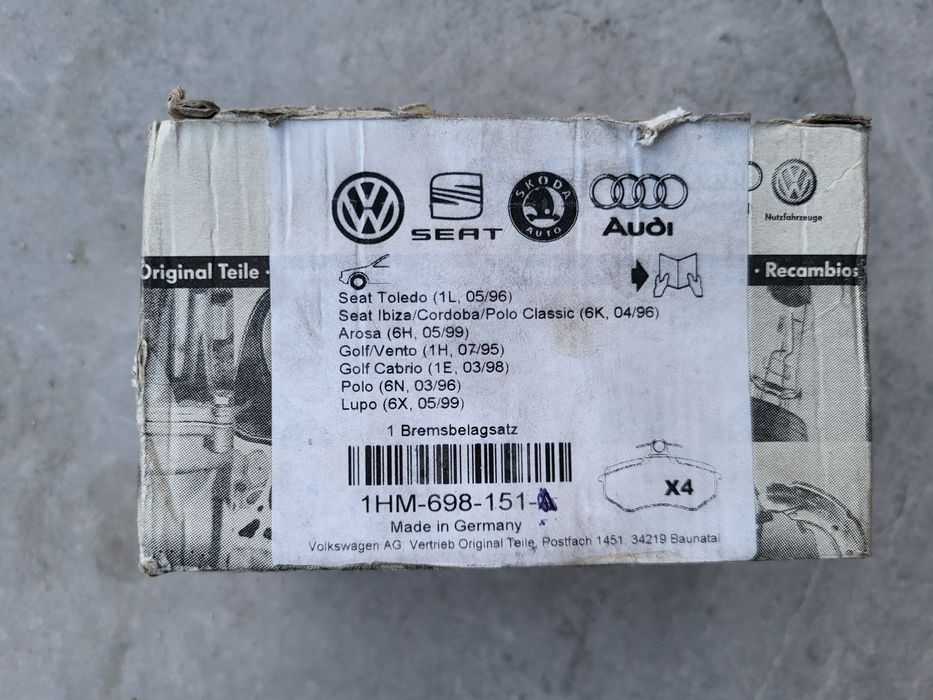 SEAT
SKODA
AUTO
Audi
Nutzfahrzeuge
Original Teile ·
· Recambios
Seat Toledo (1L, 05/96)
Seat Ibiza/Cordoba/Polo Classic (6K, 04/96)
Arosa (6H, 05/99)
Golf/Vento (1H, 07/95)
Golf Cabrio (1E, 03/98)
Polo (6N, 03/96)
Lupo (6X, 05/99)
1 Bremsbelagsatz
X4
1HM-698-151-A
Made in Germany
Volkswagen AG Vertrieb Original Teile, Postfach 1451, 34219 Baunatal